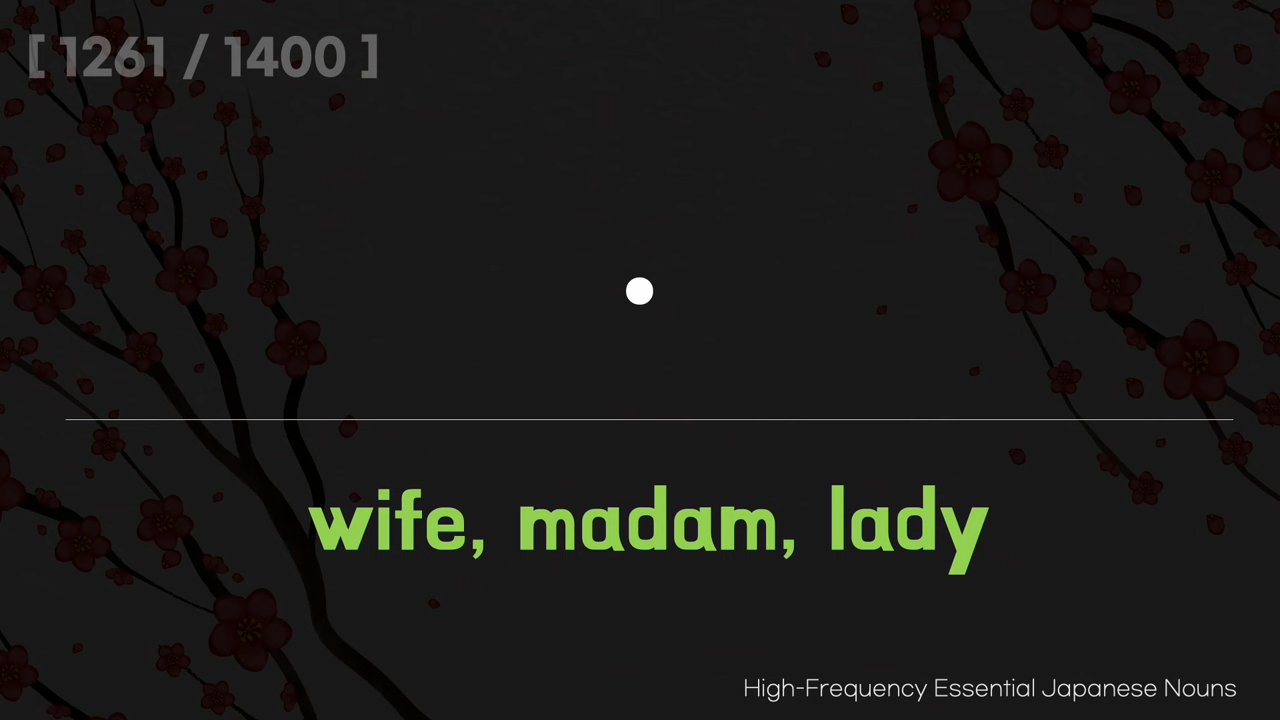 [ 1261 / 1400 ]
wife, madam, lady
High-Frequency Essential Japanese Nouns